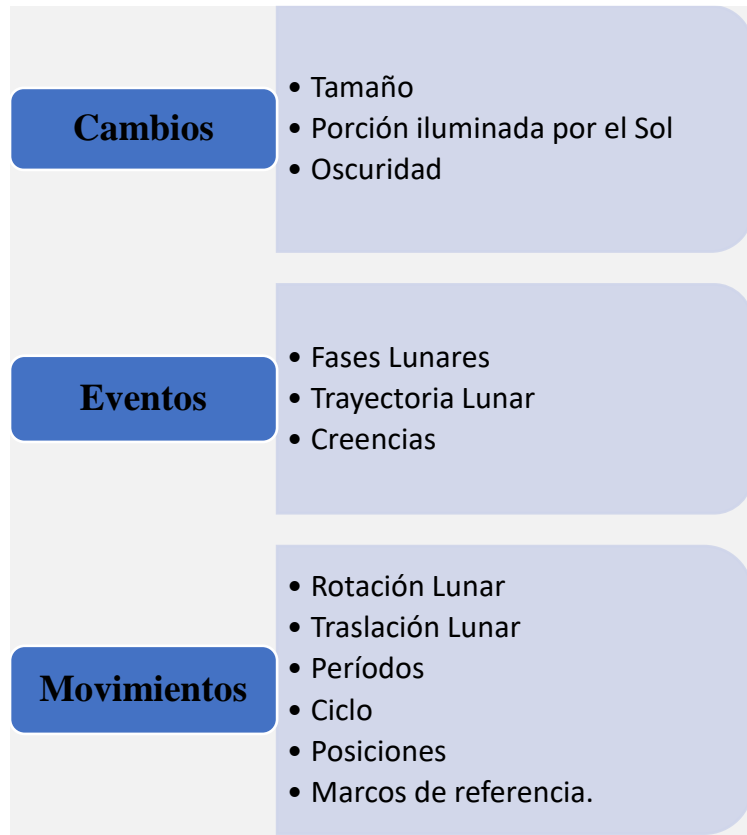 Cambios
• Tamaño
• Porción iluminada por el Sol
• Oscuridad
Eventos
• Fases Lunares
• Trayectoria Lunar
• Creencias
Movimientos
• Rotación Lunar
• Traslación Lunar
• Períodos
• Ciclo
• Posiciones
• Marcos de referencia.